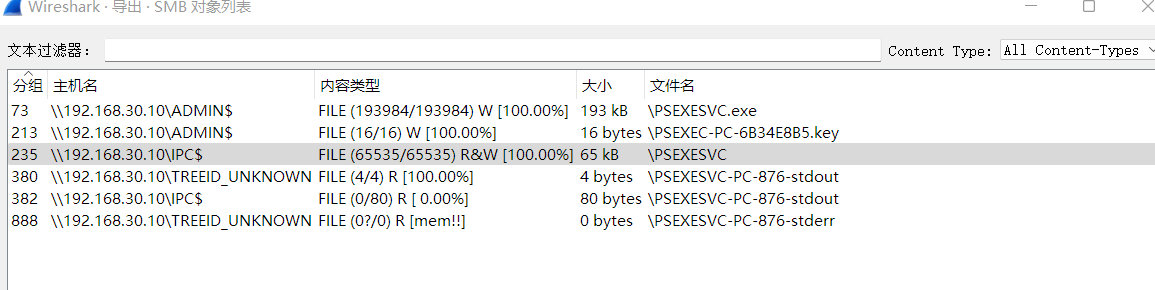 Wireshark · 导出 · SMB 对象列表
文本过滤器： Content Type: All Content-Types
分组 主机名 内容类型 大小 文件名
73 \\192.168.30.10\ADMIN$ FILE (193984/193984) W [100.00%] 193 kB \PSEXESVC.exe
213 \\192.168.30.10\ADMIN$ FILE (16/16) W [100.00%] 16 bytes \PSEXEC-PC-6B34E8B5.key
235 \\192.168.30.10\IPC$ FILE (65535/65535) R&W [100.00%] 65 kB \PSEXESVC
380 \\192.168.30.10\TREEID_UNKNOWN FILE (4/4) R [100.00%] 4 bytes \PSEXESVC-PC-876-stdout
382 \\192.168.30.10\IPC$ FILE (0/80) R [ 0.00%] 80 bytes \PSEXESVC-PC-876-stdout
888 \\192.168.30.10\TREEID_UNKNOWN FILE (0?/0) R [mem!!] 0 bytes \PSEXESVC-PC-876-stderr